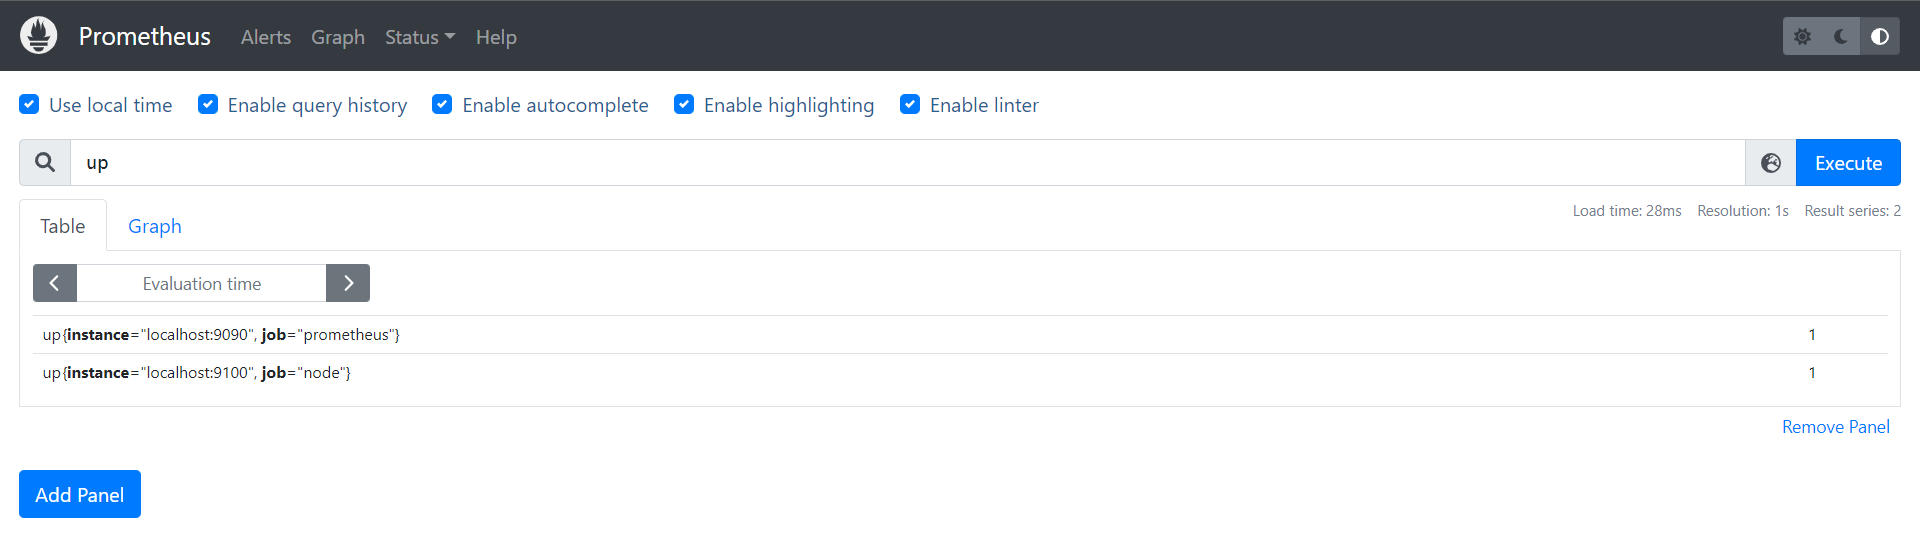 Prometheus Alerts Graph Status Help
Use local time Enable query history Enable autocomplete Enable highlighting Enable linter
up Execute
Table Graph Load time: 28ms Resolution: 1s Result series: 2
Evaluation time
up{instance="localhost:9090", job="prometheus"} 1
up{instance="localhost:9100", job="node"} 1
Remove Panel
Add Panel